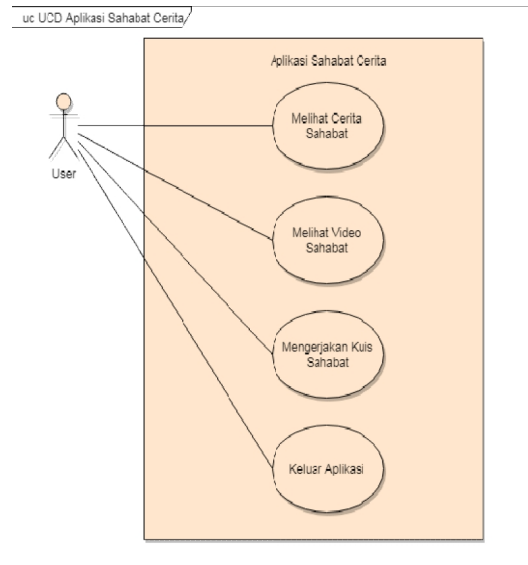 uc UCD Aplikasi Sahabat Cerita
Aplikasi Sahabat Cerita
Melihat Cerita
Sahabat
User
Melihat Video
Sahabat
Mengerjakan Kuis
Sahabat
Keluar Aplikasi